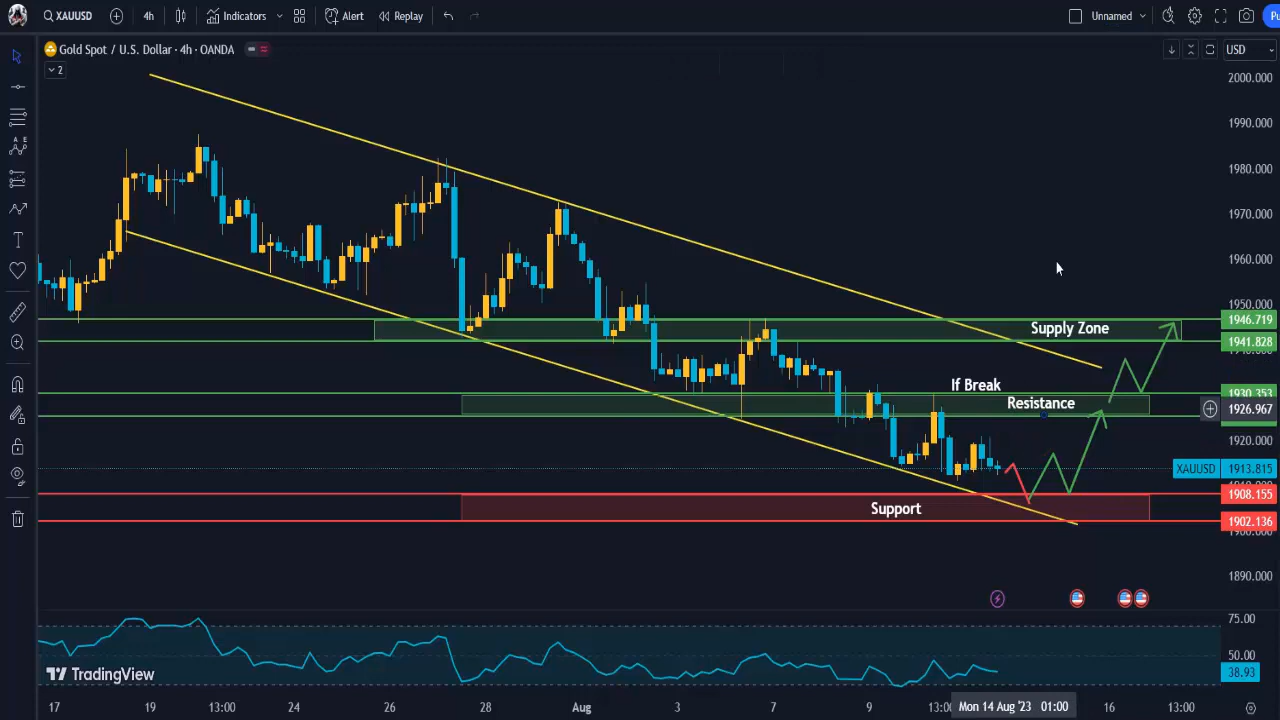 XAUUSD 4h Indicators Alert Replay Unnamed Pu
Gold Spot / U.S. Dollar · 4h · OANDA USD
2
2000.000
1990.000
1980.000
1970.000
1960.000
1950.000
1946.719
Supply Zone
1941.828
If Break
1930.353
Resistance
1926.967
1920.000
XAUUSD 1913.815
1908.155
Support
1902.136
1900.000
1890.000
75.00
50.00
38.93
TradingView
17 19 13:00 24 26 28 Aug 3 7 9 13:0 Mon 14 Aug '23 01:00 16 13:00